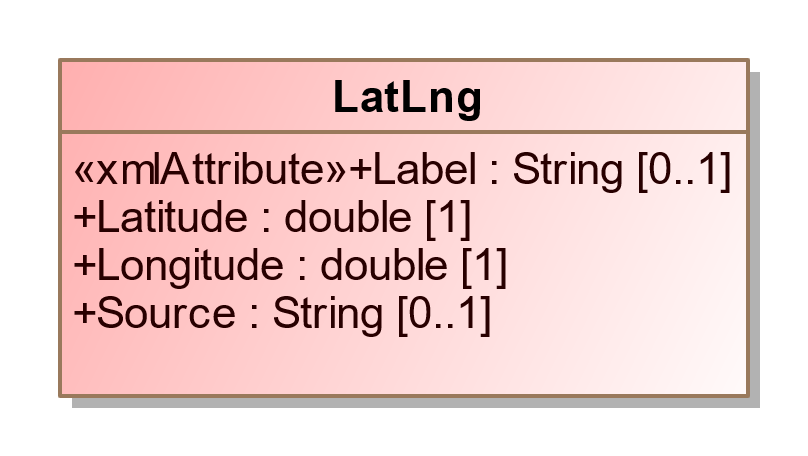 LatLng
«xmlAttribute»+Label : String [0..1]
+Latitude : double [1]
+Longitude : double [1]
+Source : String [0..1]